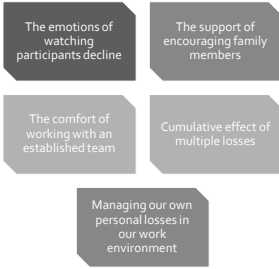 The emotions of
watching
participants decline
The support of
encouraging family
members
The comfort of
working with an
established team
Cumulative effect of
multiple losses
Managing our own
personal losses in
our work
environment